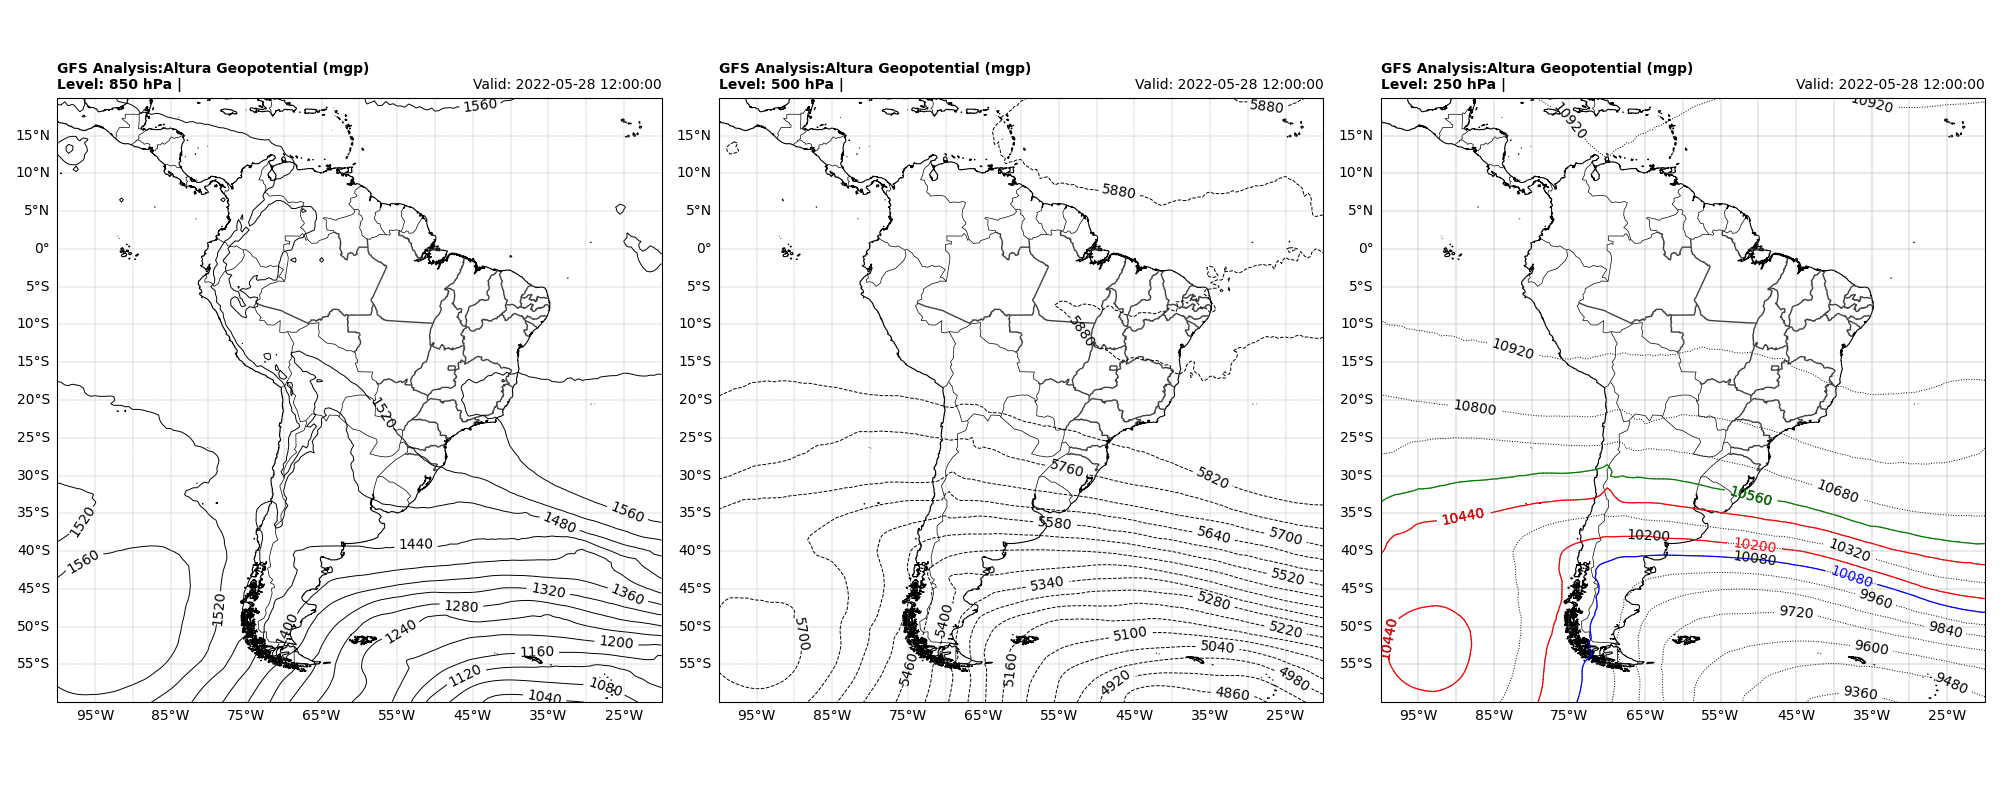 GFS Analysis:Altura Geopotential (mgp)
Level: 850 hPa | Valid: 2022-05-28 12:00:00
15°N
10°N
5°N
0°
5°S
10°S
15°S
20°S
25°S
30°S
35°S
40°S
45°S
50°S
55°S
1560
1520
1560
1520
1480
1520
1440
1560
1320
1360
1280
1520
1400
1240
1200
1160
1120
1080
1040
95°W 85°W 75°W 65°W 55°W 45°W 35°W 25°W
GFS Analysis:Altura Geopotential (mgp)
Level: 500 hPa | Valid: 2022-05-28 12:00:00
15°N
10°N
5°N
0°
5°S
10°S
15°S
20°S
25°S
30°S
35°S
40°S
45°S
50°S
55°S
5880
5880
5880
5760
5820
5580
5640
5700
5520
5340
5280
5400
5700
5100
5220
5040
5460
5160
4980
4920
4860
95°W 85°W 75°W 65°W 55°W 45°W 35°W 25°W
GFS Analysis:Altura Geopotential (mgp)
Level: 250 hPa | Valid: 2022-05-28 12:00:00
15°N
10°N
5°N
0°
5°S
10°S
15°S
20°S
25°S
30°S
35°S
40°S
45°S
50°S
55°S
10920
10920
10920
10800
10680
10560
10440
10200
10200
10320
10080
10080
9960
9720
9840
10440
9600
9480
9360
95°W 85°W 75°W 65°W 55°W 45°W 35°W 25°W